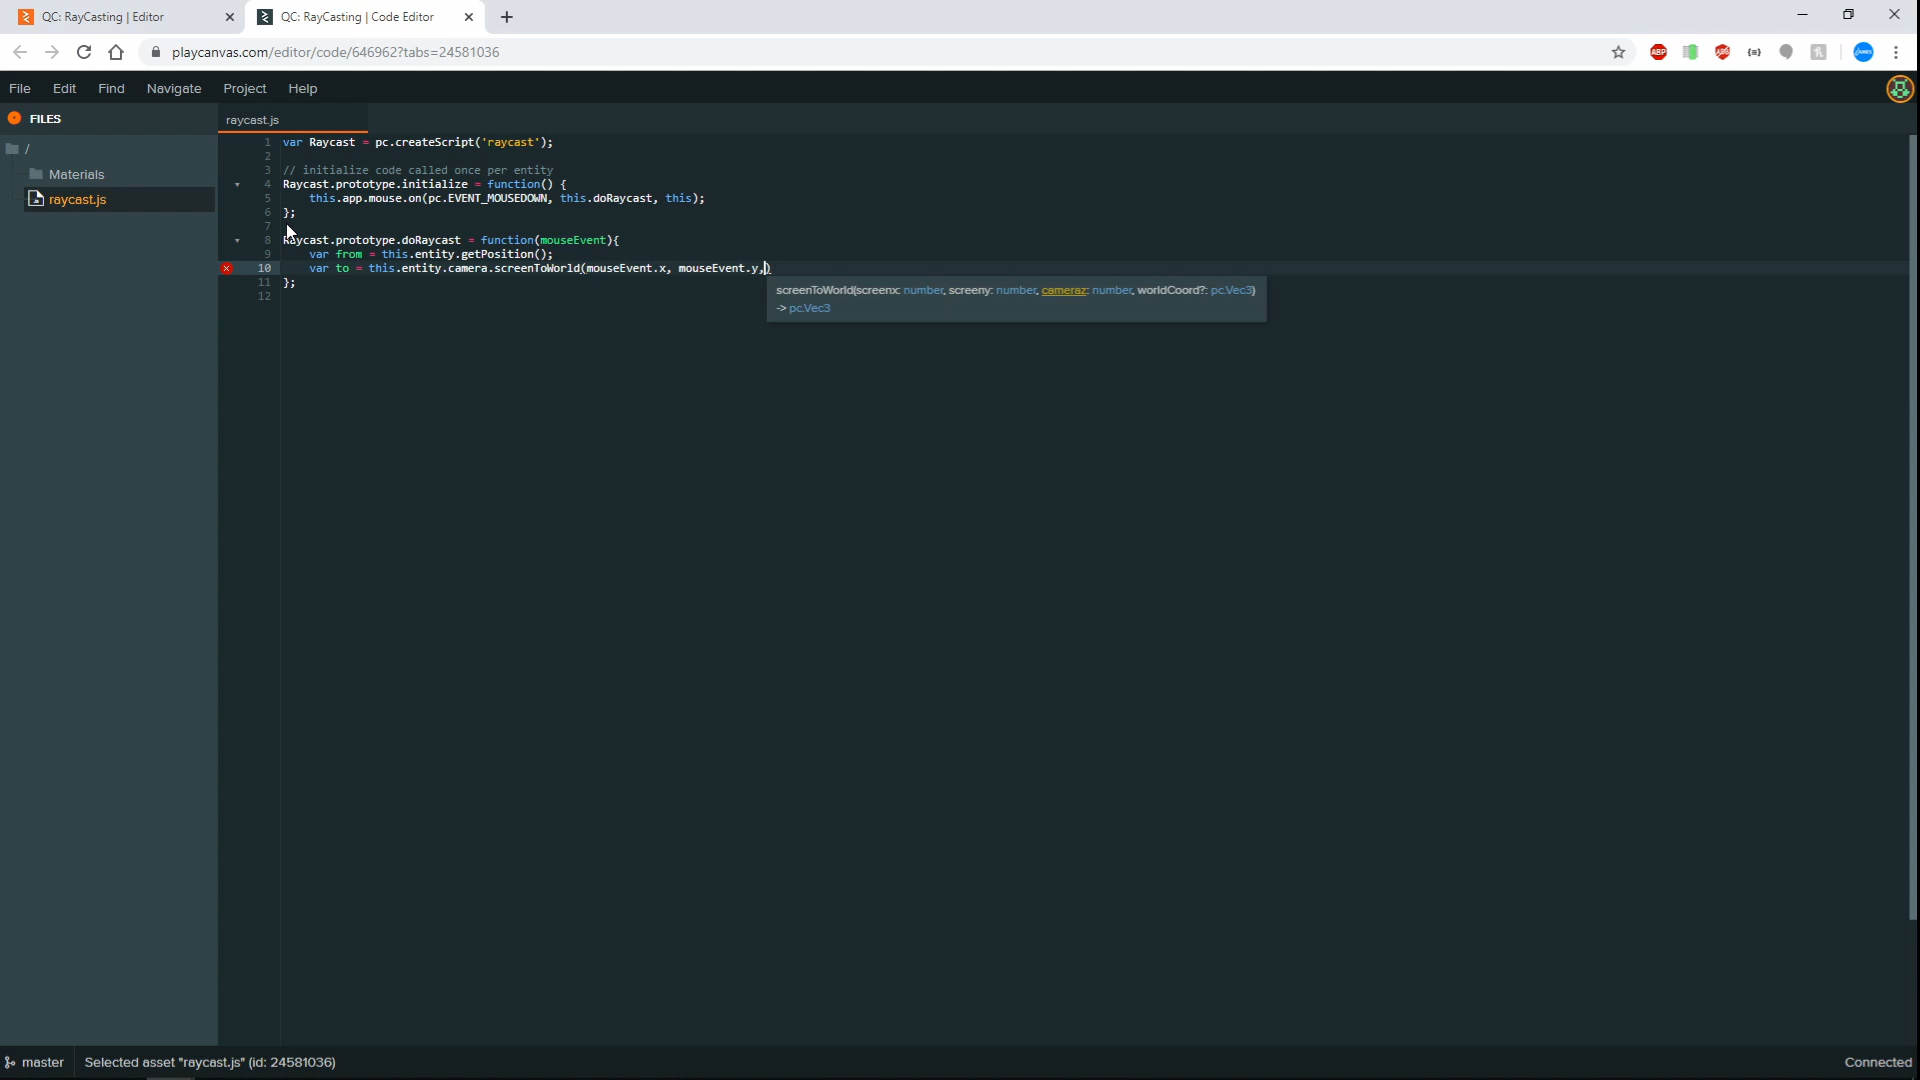 QC: RayCasting | Editor
QC: RayCasting | Code Editor
playcanvas.com/editor/code/646962?tabs=24581036
ABP
File Edit Find Navigate Project Help
FILES
raycast.js
/
Materials
raycast.js
1 var Raycast = pc.createScript('raycast');
2
3 // initialize code called once per entity
4 Raycast.prototype.initialize = function() {
5 this.app.mouse.on(pc.EVENT_MOUSEDOWN, this.doRaycast, this);
6 };
7
8 Raycast.prototype.doRaycast = function(mouseEvent){
9 var from = this.entity.getPosition();
10 var to = this.entity.camera.screenToWorld(mouseEvent.x, mouseEvent.y,)
11 };
12
screenToWorld(screenx: number, screeny: number, cameraz: number, worldCoord?: pc.Vec3)
-> pc.Vec3
master
Selected asset "raycast.js" (id: 24581036)
Connected